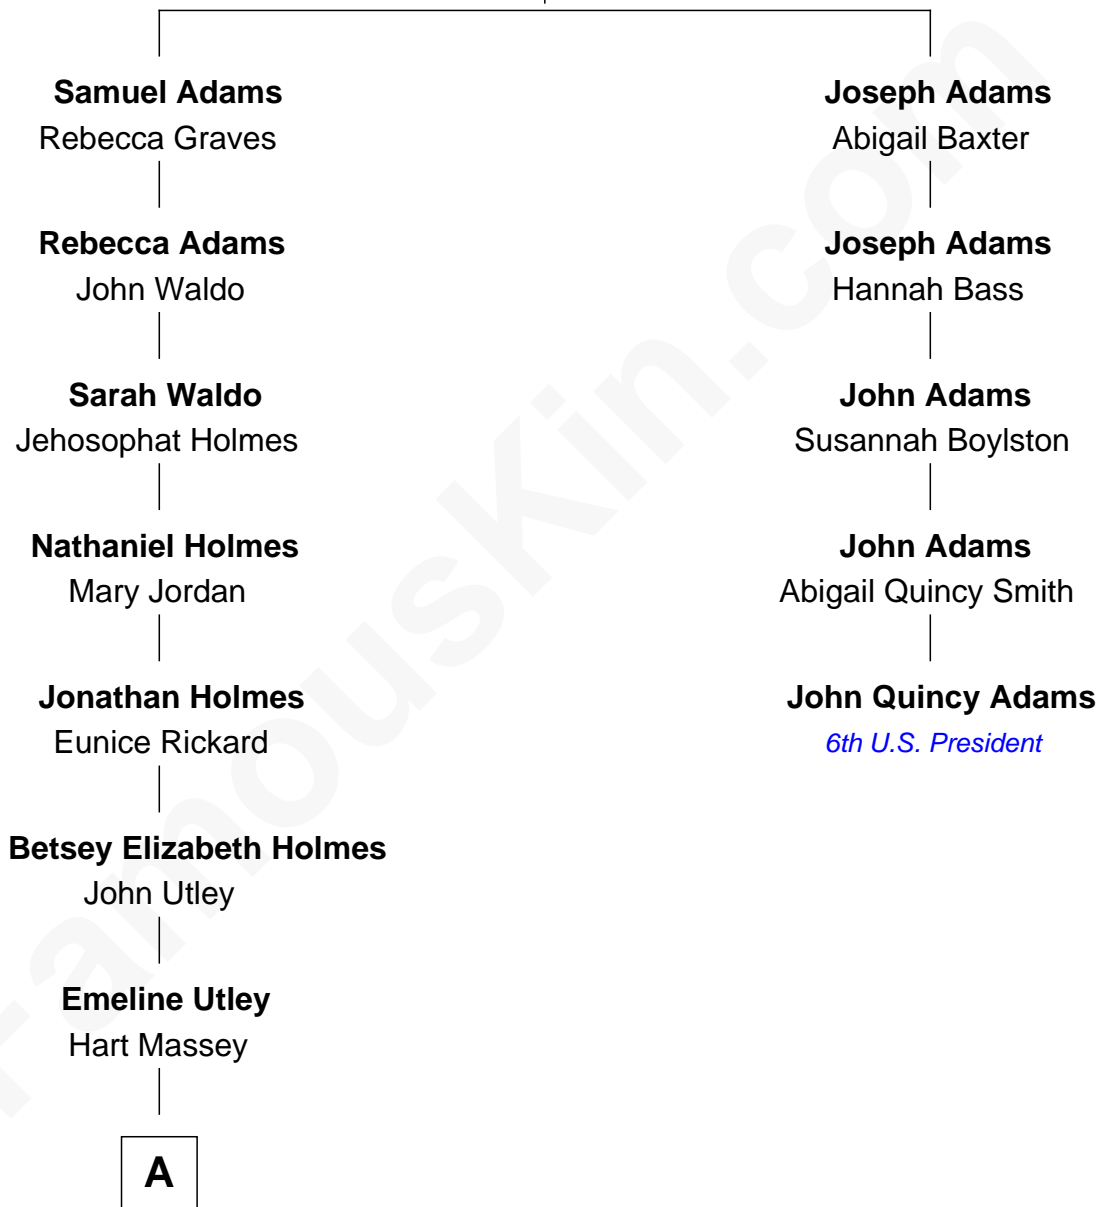 Samuel Adams
Rebecca Graves
Rebecca Adams
John Waldo
Sarah Waldo
Jehosophat Holmes
Nathaniel Holmes
Mary Jordan
Jonathan Holmes
Eunice Rickard
Betsey Elizabeth Holmes
John Utley
Emeline Utley
Hart Massey
A
Joseph Adams
Abigail Baxter
Joseph Adams
Hannah Bass
John Adams
Susannah Boylston
John Adams
Abigail Quincy Smith
John Quincy Adams
6th U.S. President
FamousKin.com